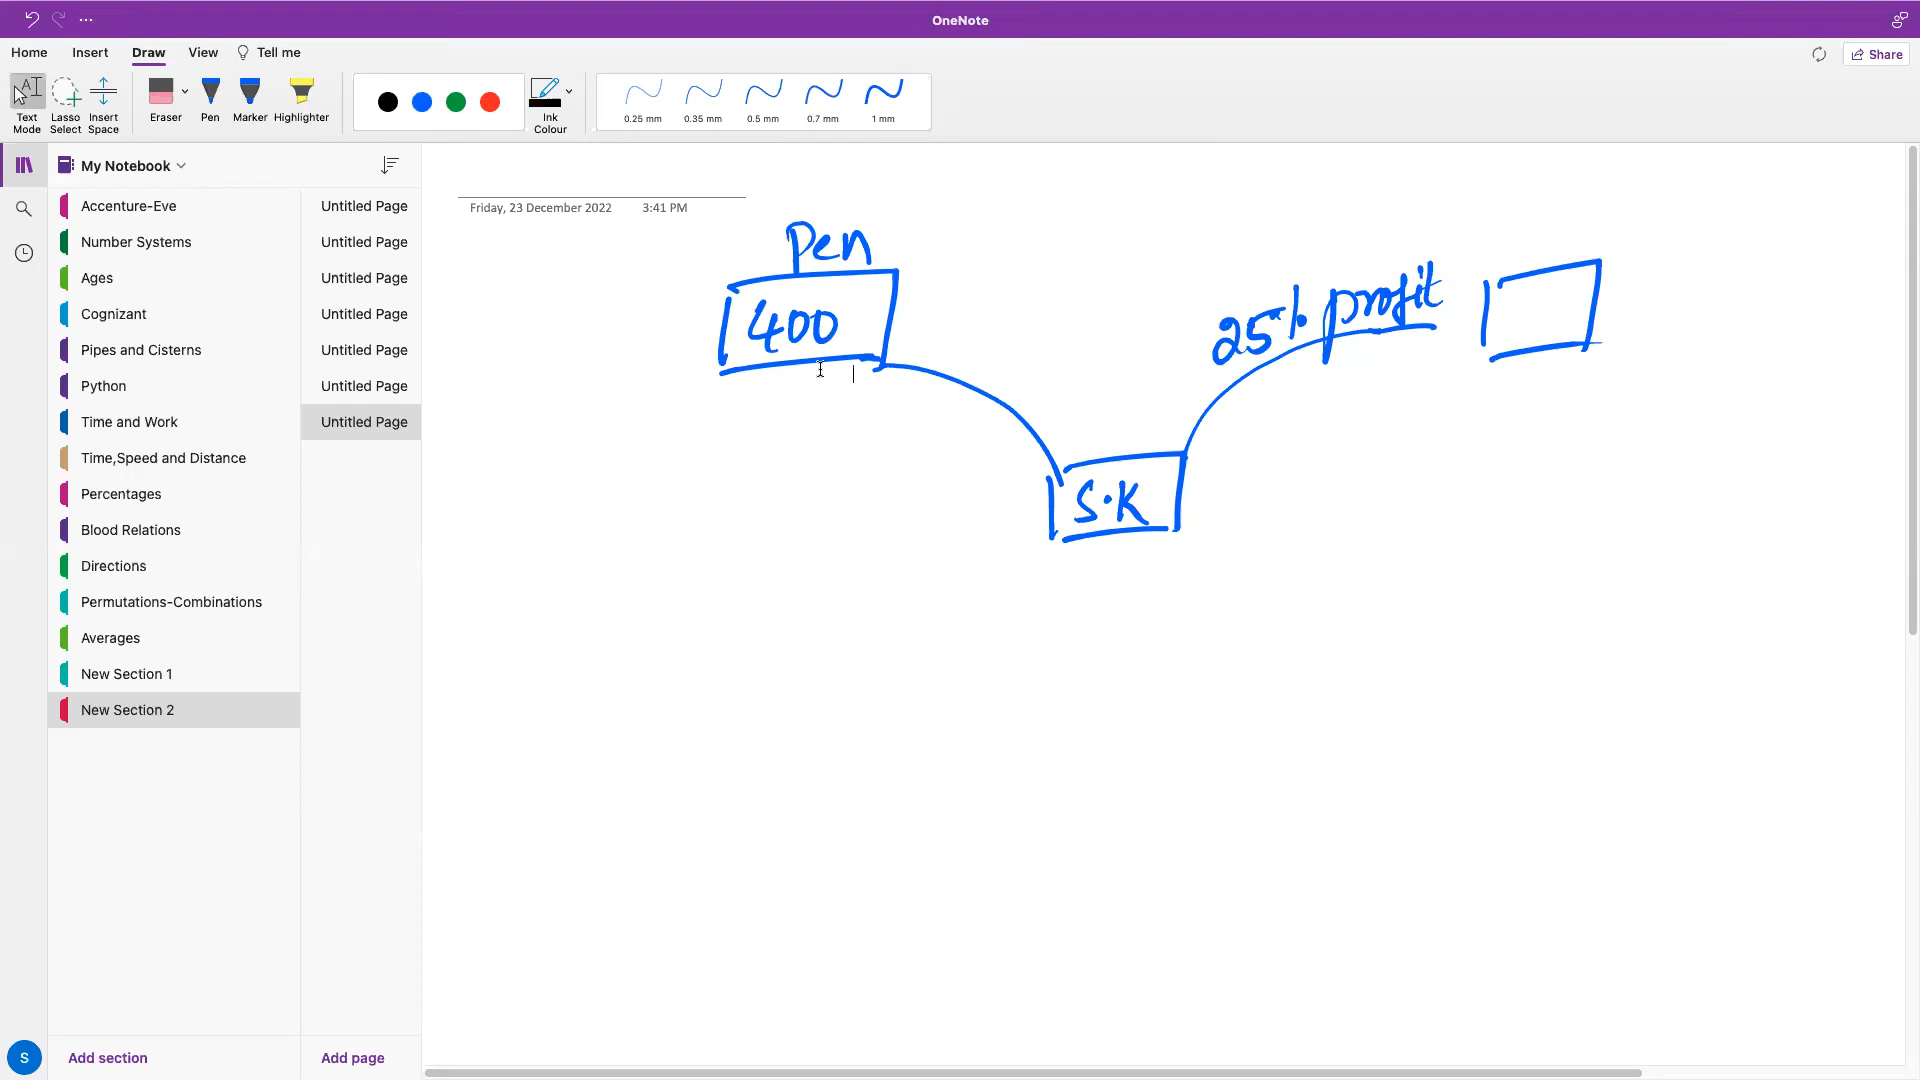 OneNote
Home Insert Draw View Tell me
Share
Text Mode
Lasso Select
Insert Space
Eraser
Pen
Marker
Highlighter
Ink Colour
0.25 mm
0.35 mm
0.5 mm
0.7 mm
1 mm
My Notebook
Accenture-Eve
Number Systems
Ages
Cognizant
Pipes and Cisterns
Python
Time and Work
Time,Speed and Distance
Percentages
Blood Relations
Directions
Permutations-Combinations
Averages
New Section 1
New Section 2
Add section
Untitled Page
Untitled Page
Untitled Page
Untitled Page
Untitled Page
Untitled Page
Untitled Page
Add page
Friday, 23 December 2022 3:41 PM
Pen
400
25% profit
S.K
S